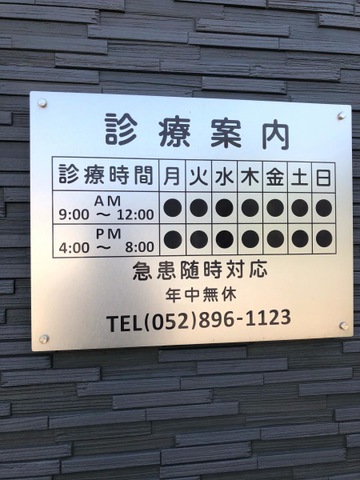 診療案内
診療時間 月 火 水 木 金 土 日
AM
9:00 ～ 12:00 ● ● ● ● ● ● ●
PM
4:00 ～ 8:00 ● ● ● ● ● ● ●
急患随時対応
年中無休
TEL(052)896-1123